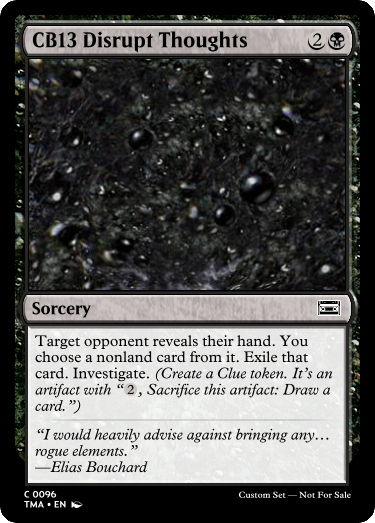 CB13 Disrupt Thoughts 2
Sorcery
Target opponent reveals their hand. You
choose a nonland card from it. Exile that
card. Investigate. (Create a Clue token. It's an
artifact with “2, Sacrifice this artifact: Draw a
card.”)
“I would heavily advise against bringing any…
rogue elements.”
—Elias Bouchard
C 0096
TMA • EN
Custom Set — Not For Sale